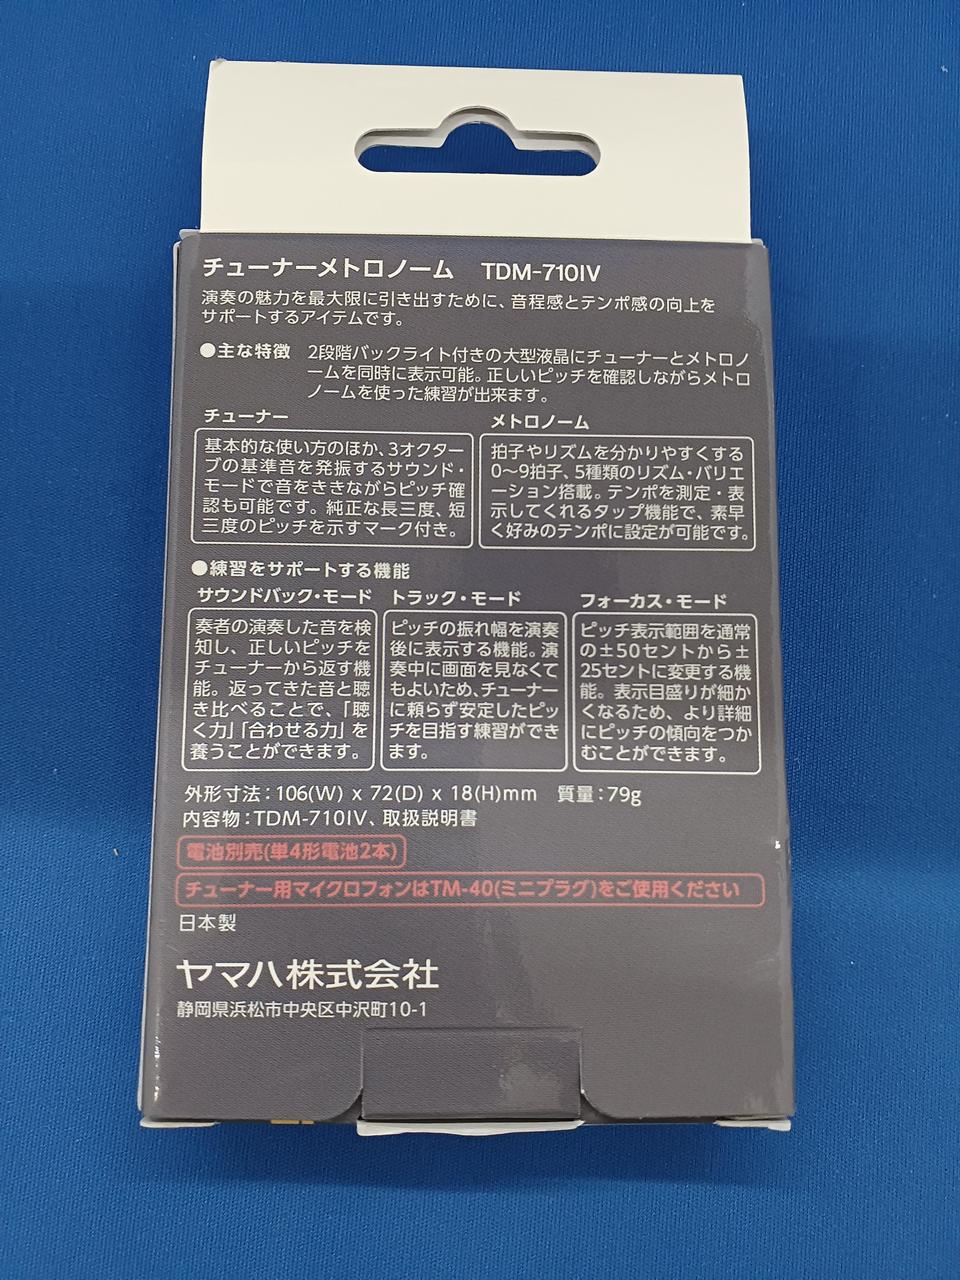 チューナーメトロノーム TDM-710IV
演奏の魅力を最大限に引き出すために、音程感とテンポ感の向上を
サポートするアイテムです。
●主な特徴 2段階バックライト付きの大型液晶にチューナーとメトロノ
ームを同時に表示可能。正しいピッチを確認しながらメトロ
ノームを使った練習が出来ます。
チューナー
基本的な使い方のほか、3オクター
ブの基準音を発振するサウンド・
モードで音をききながらピッチ確
認も可能です。純正な長三度、短
三度のピッチを示すマーク付き。
メトロノーム
拍子やリズムを分かりやすくする
0〜9拍子、5種類のリズム・バリエ
ーション搭載。テンポを測定・表
示してくれるタップ機能で、素早
く好みのテンポに設定が可能です。
●練習をサポートする機能
サウンドバック・モード
奏者の演奏した音を検
知し、正しいピッチを
チューナーから返す機
能。返ってきた音と聴
き比べることで、「聴
く力」「合わせる力」を
養うことができます。
トラック・モード
ピッチの振れ幅を演奏
後に表示する機能。演
奏中に画面を見なくて
もよいため、チューナー
に頼らず安定したピッ
チを目指す練習ができ
ます。
フォーカス・モード
ピッチ表示範囲を通常
の±50セントから±
25セントに変更する機
能。表示目盛りが細か
くなるため、より詳細
にピッチの傾向をつか
むことができます。
外形寸法：106(W) x 72(D) x 18(H)mm 質量：79g
内容物：TDM-710IV、取扱説明書
電池別売(単4形電池2本)
チューナー用マイクロフォンはTM-40(ミニプラグ)をご使用ください
日本製
ヤマハ株式会社
静岡県浜松市中央区中沢町10-1